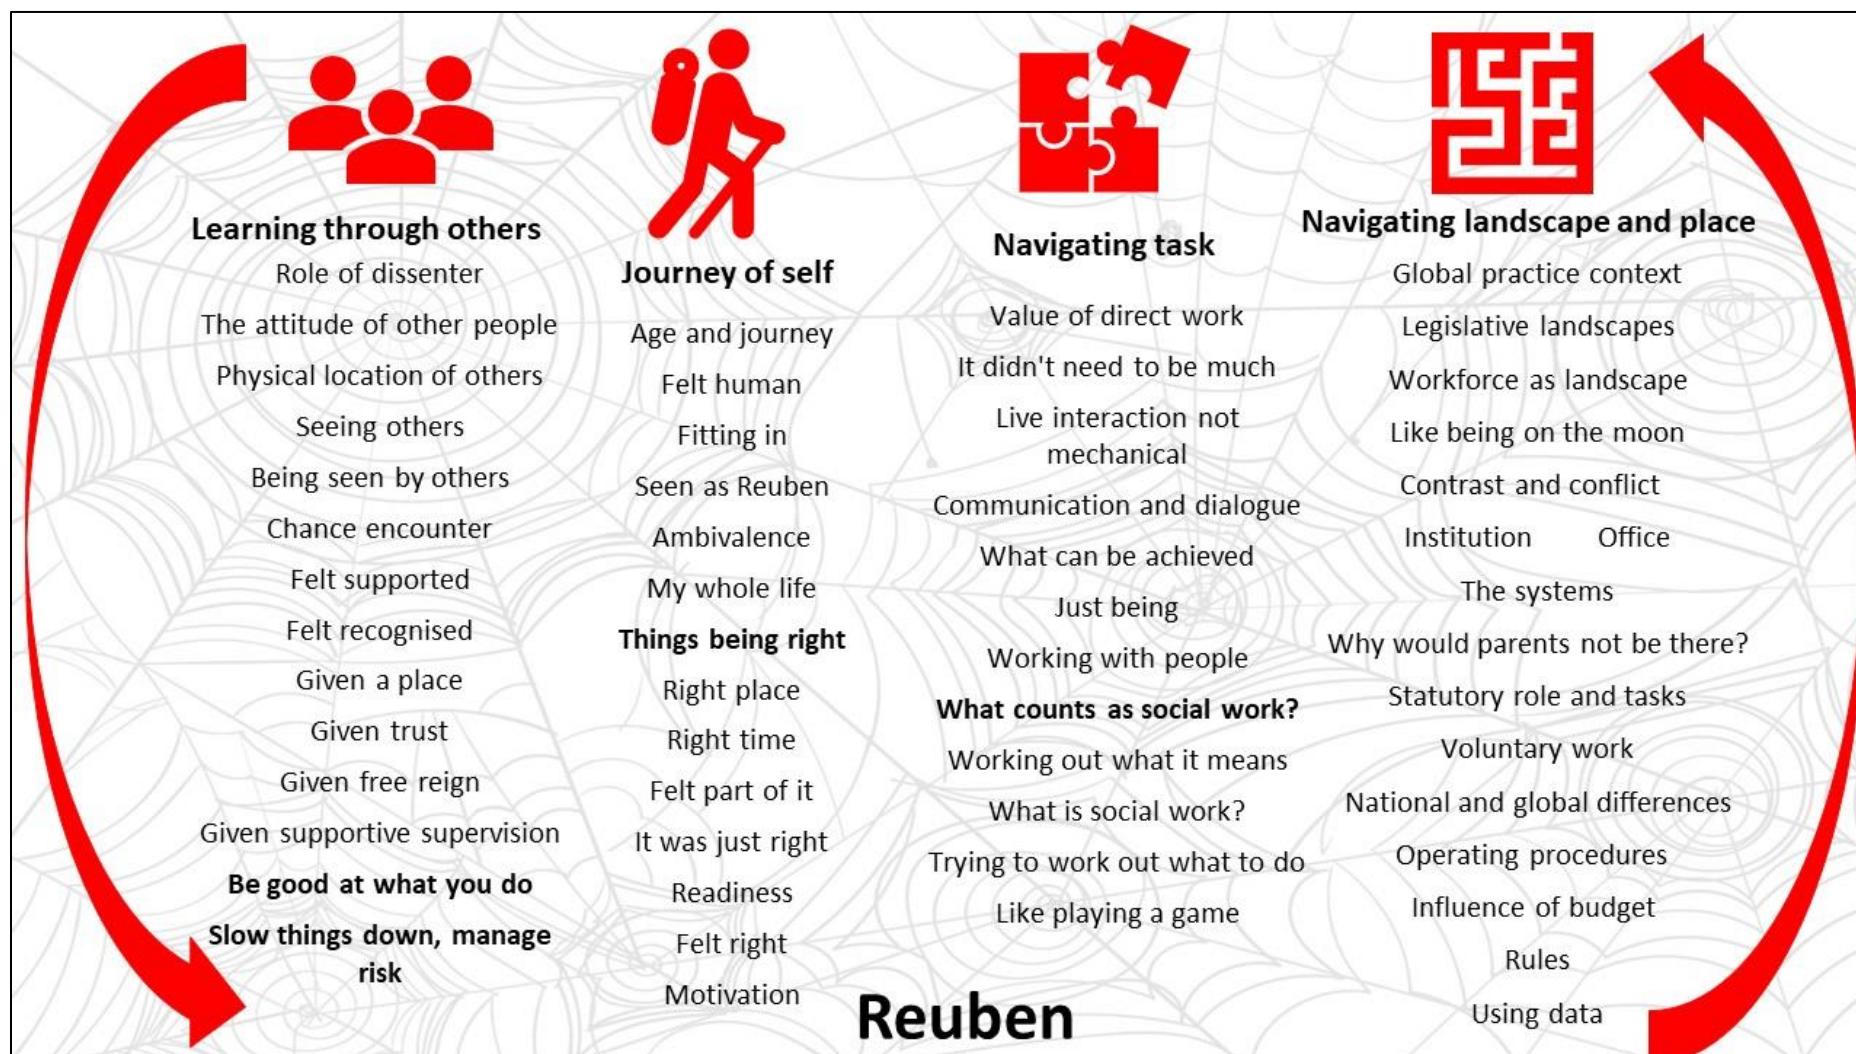 Learning through others
Role of dissenter
The attitude of other people
Physical location of others
Seeing others
Being seen by others
Chance encounter
Felt supported
Felt recognised
Given a place
Given trust
Given free reign
Given supportive supervision
Be good at what you do
Slow things down, manage
risk
Journey of self
Age and journey
Felt human
Fitting in
Seen as Reuben
Ambivalence
My whole life
Things being right
Right place
Right time
Felt part of it
It was just right
Readiness
Felt right
Motivation
Navigating task
Value of direct work
It didn't need to be much
Live interaction not
mechanical
Communication and dialogue
What can be achieved
Just being
Working with people
What counts as social work?
Working out what it means
What is social work?
Trying to work out what to do
Like playing a game
Navigating landscape and place
Global practice context
Legislative landscapes
Workforce as landscape
Like being on the moon
Contrast and conflict
Institution Office
The systems
Why would parents not be there?
Statutory role and tasks
Voluntary work
National and global differences
Operating procedures
Influence of budget
Rules
Using data
Reuben